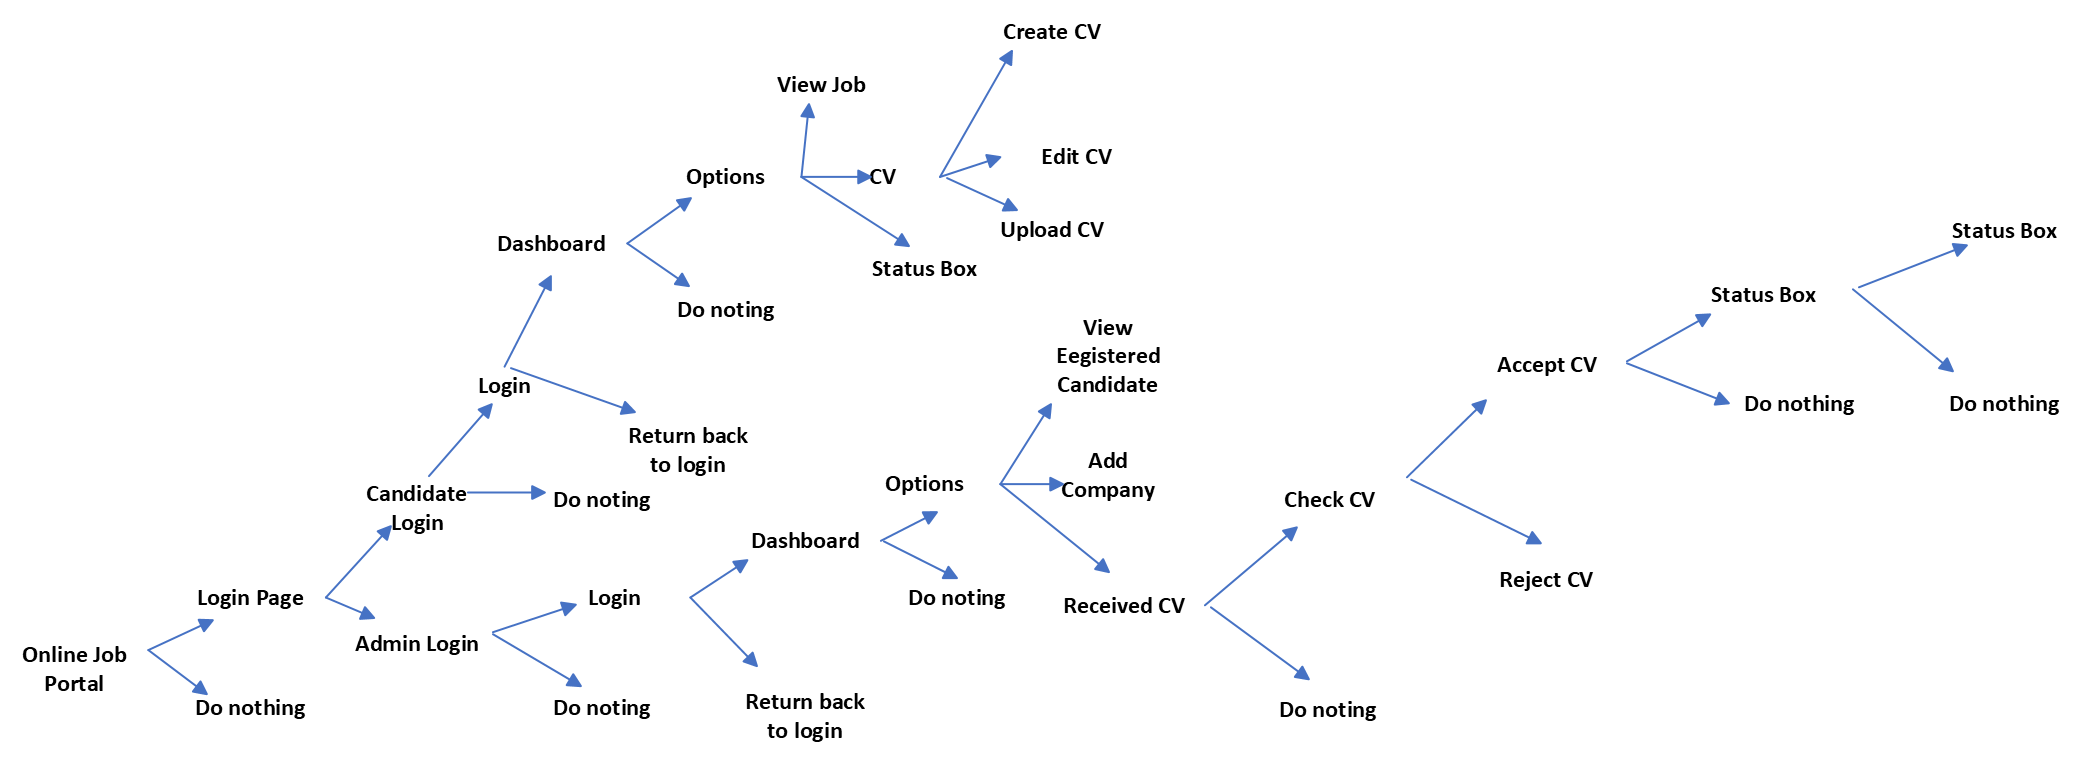 Create CV
View Job
Edit CV
Options
CV
Upload CV
Status Box
Dashboard
Status Box
Status Box
Do noting
View
Eegistered
Candidate
Accept CV
Login
Do nothing
Do nothing
Return back
to login
Add
Company
Options
Candidate
Login
Do noting
Check CV
Dashboard
Reject CV
Login Page
Login
Do noting
Received CV
Admin Login
Online Job
Portal
Do nothing
Do noting
Return back
to login
Do noting